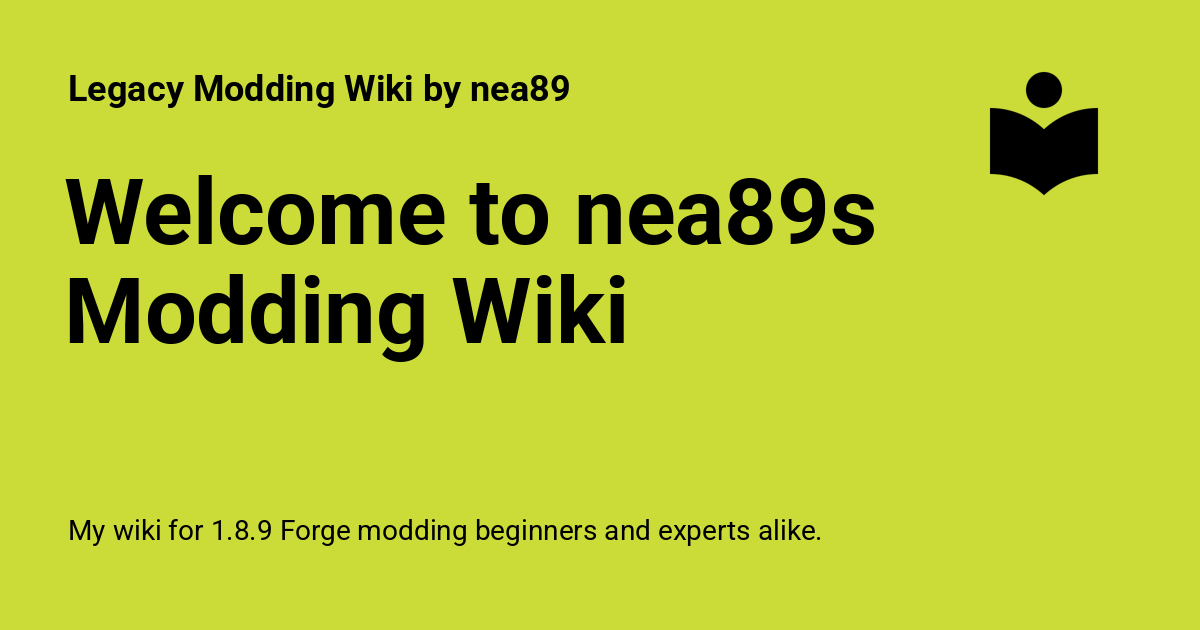 Legacy Modding Wiki by nea89
Welcome to nea89s
Modding Wiki
My wiki for 1.8.9 Forge modding beginners and experts alike.